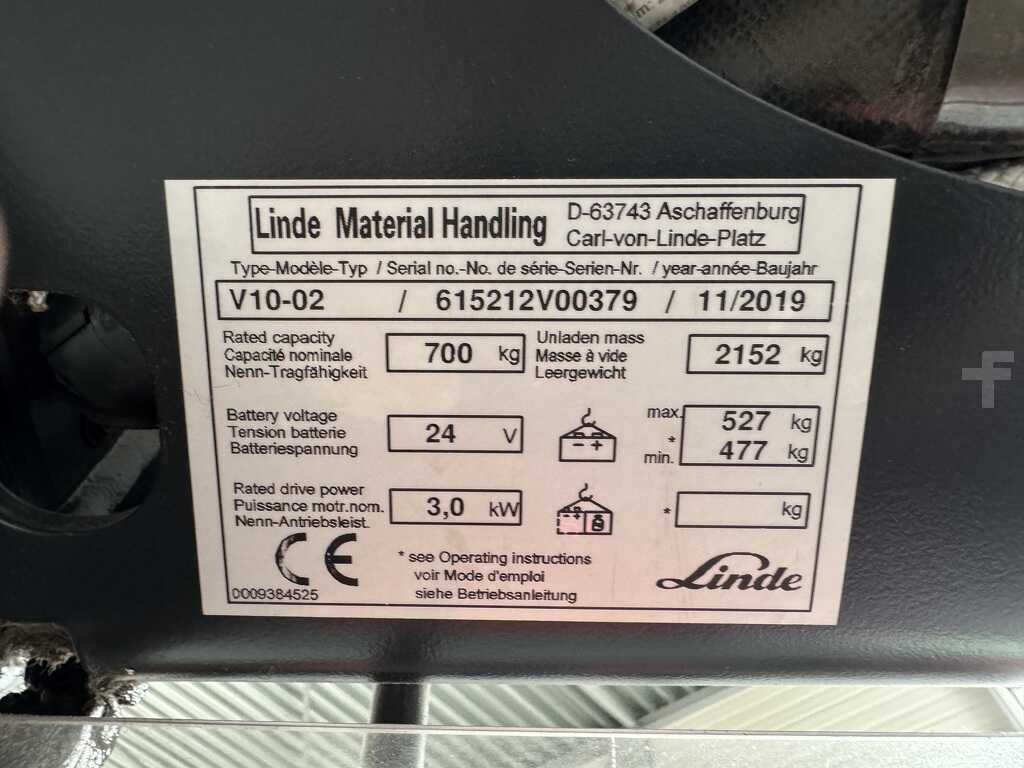 Linde Material Handling
D-63743 Aschaffenburg
Carl-von-Linde-Platz
Type-Modèle-Typ / Serial no.-No. de série-Serien-Nr. / year-année-Baujahr
V10-02 / 615212V00379 / 11/2019
Rated capacity
Capacité nominale
Nenn-Tragfähigkeit
700 kg
Unladen mass
Masse à vide
Leergewicht
2152 kg
Battery voltage
Tension batterie
Batteriespannung
24 V
- +
max.
*
min.
527 kg
477 kg
Rated drive power
Puissance motr.nom.
Nenn-Antriebsleist.
3,0 kW
* kg
CE
0009384525
* see Operating instructions
voir Mode d'emploi
siehe Betriebsanleitung
Linde